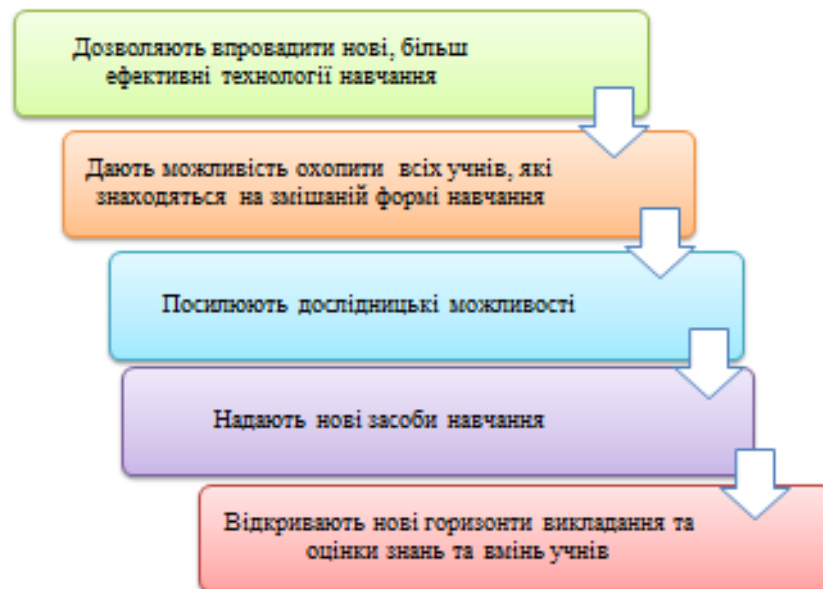 Дозволяють впровадити нові, більш
ефективні технології навчання
Дають можливість охопити всіх учнів, які
знаходяться на змішаній формі навчання
Посилюють дослідницькі можливості
Надають нові засоби навчання
Відкривають нові горизонти викладання та
оцінки знань та вмінь учнів